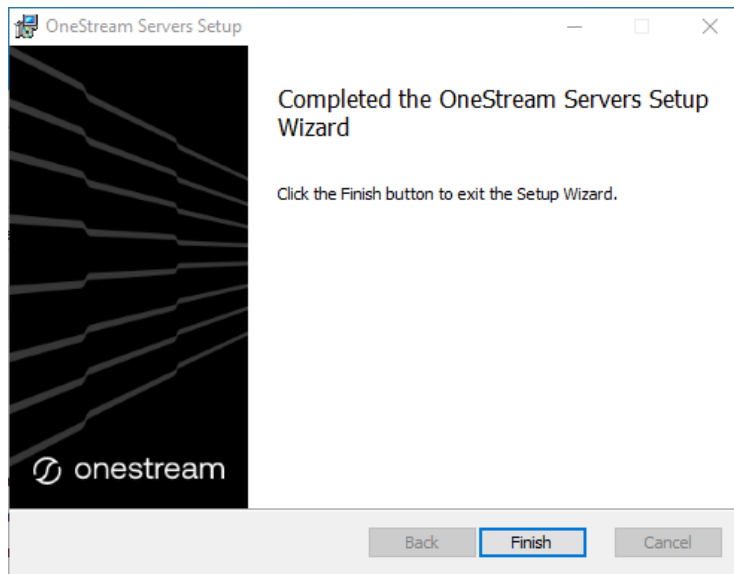 OneStream Servers Setup
Completed the OneStream Servers Setup
Wizard
Click the Finish button to exit the Setup Wizard.
onestream
Back Finish Cancel